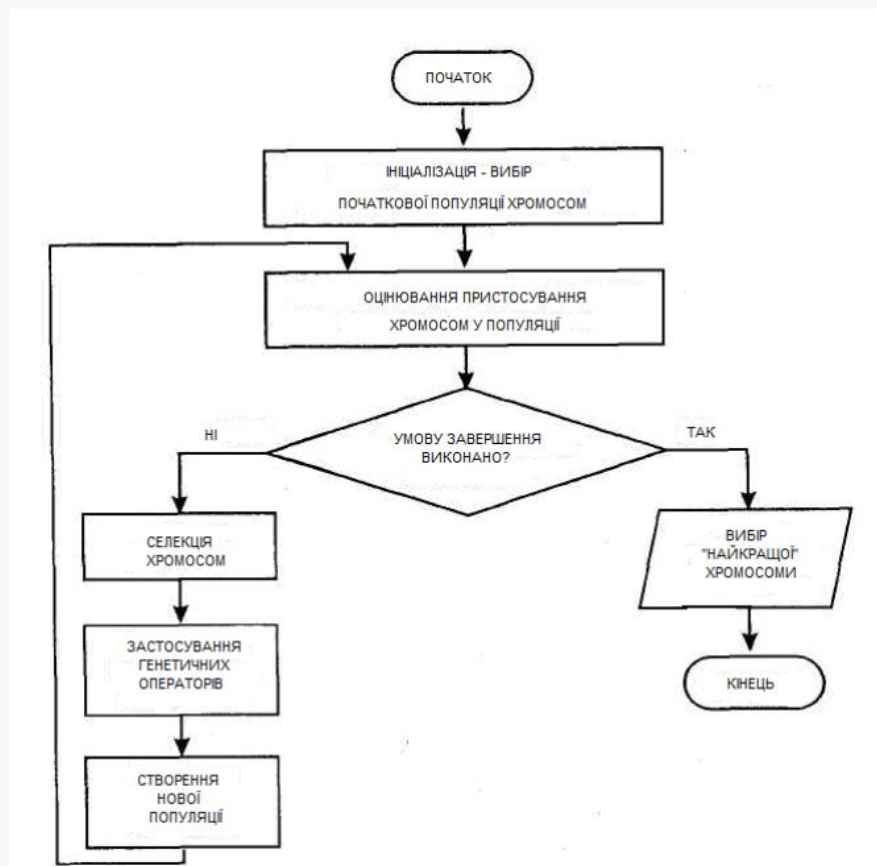 ПОЧАТОК
ІНІЦІАЛІЗАЦІЯ - ВИБІР
ПОЧАТКОВОЇ ПОПУЛЯЦІЇ ХРОМОСОМ
ОЦІНЮВАННЯ ПРИСТОСУВАННЯ
ХРОМОСОМ У ПОПУЛЯЦІЇ
УМОВУ ЗАВЕРШЕННЯ
ВИКОНАНО?
НІ
ТАК
СЕЛЕКЦІЯ
ХРОМОСОМ
ЗАСТОСУВАННЯ
ГЕНЕТИЧНИХ
ОПЕРАТОРІВ
СТВОРЕННЯ
НОВОЇ
ПОПУЛЯЦІЇ
ВИБІР
"НАЙКРАЩОЇ"
ХРОМОСОМИ
КІНЕЦЬ